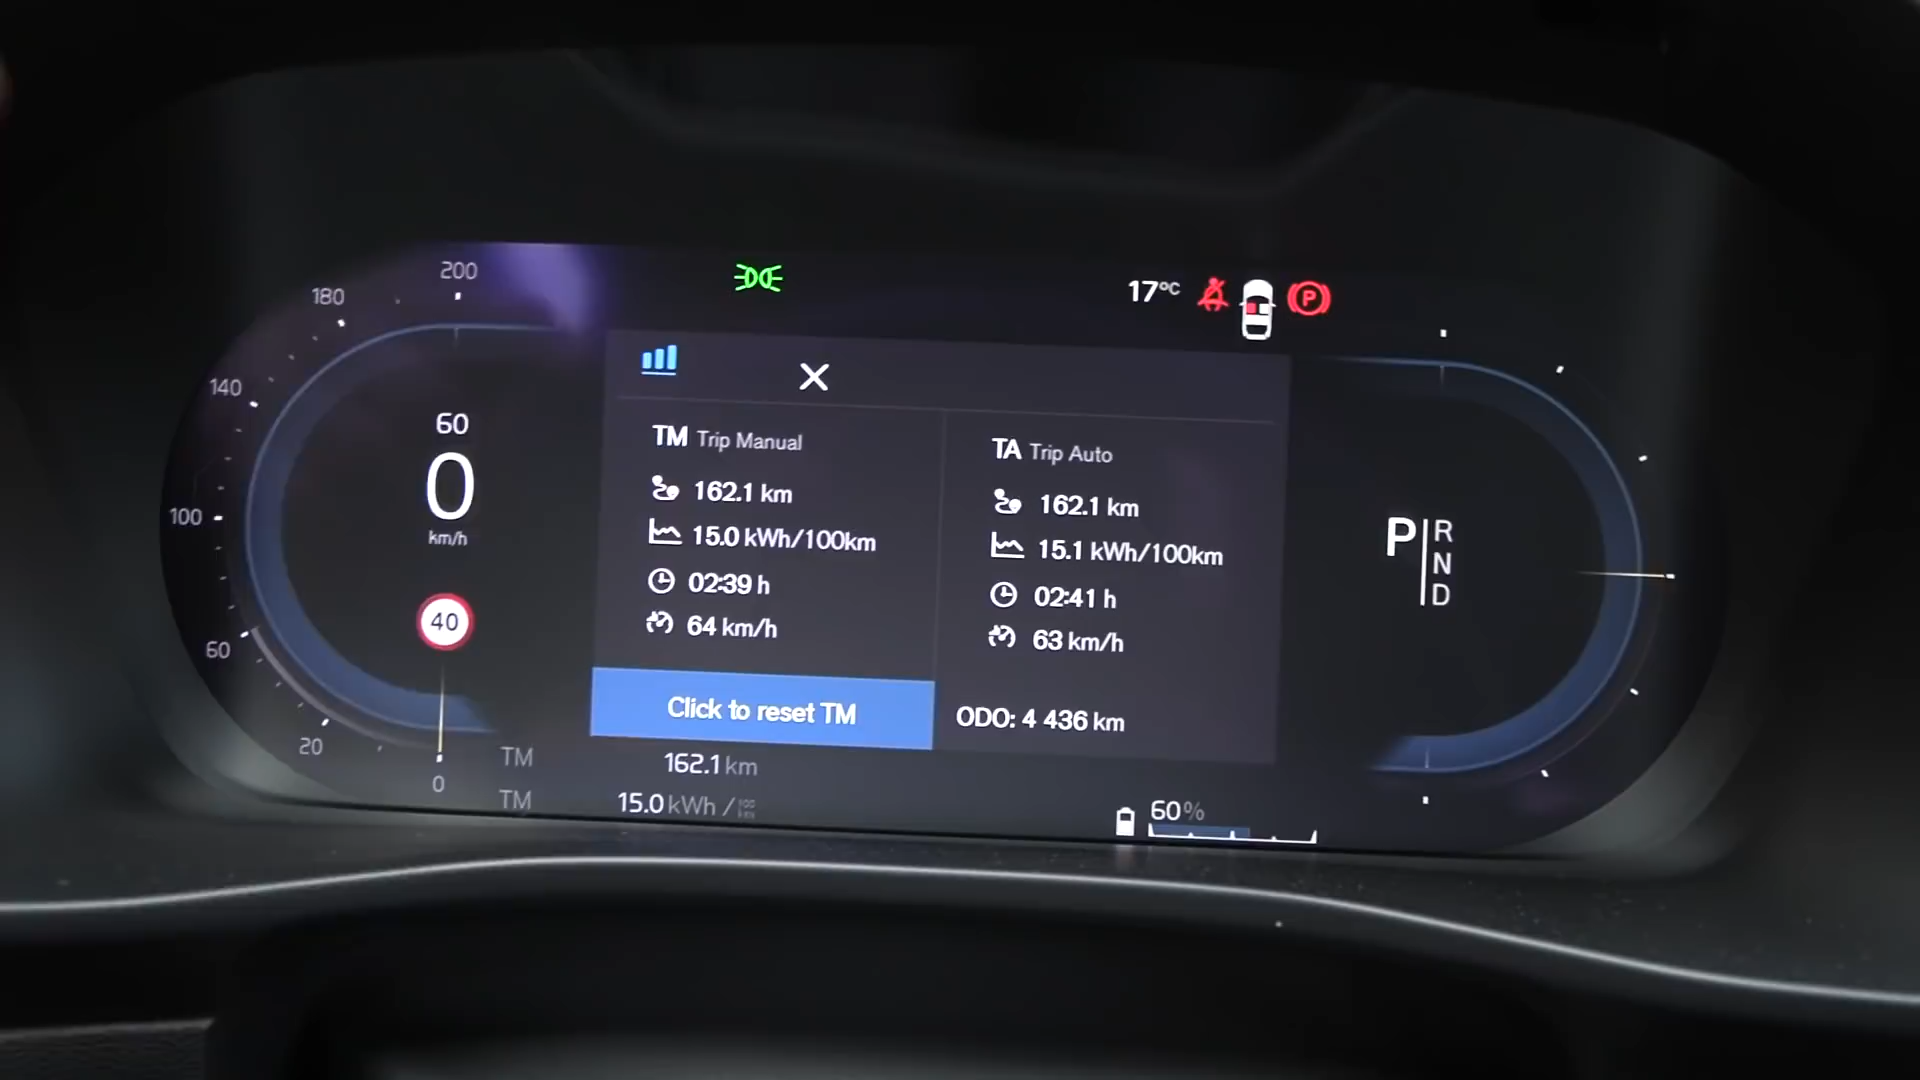 200
180
140
100
60
20
0
60
0
km/h
40
17°C
P
TM Trip Manual
162.1 km
15.0 kWh/100km
02:39 h
64 km/h
Click to reset TM
TA Trip Auto
162.1 km
15.1 kWh/100km
02:41 h
63 km/h
ODO: 4 436 km
P
R
N
D
TM 162.1 km
TM 15.0 kWh /
60%